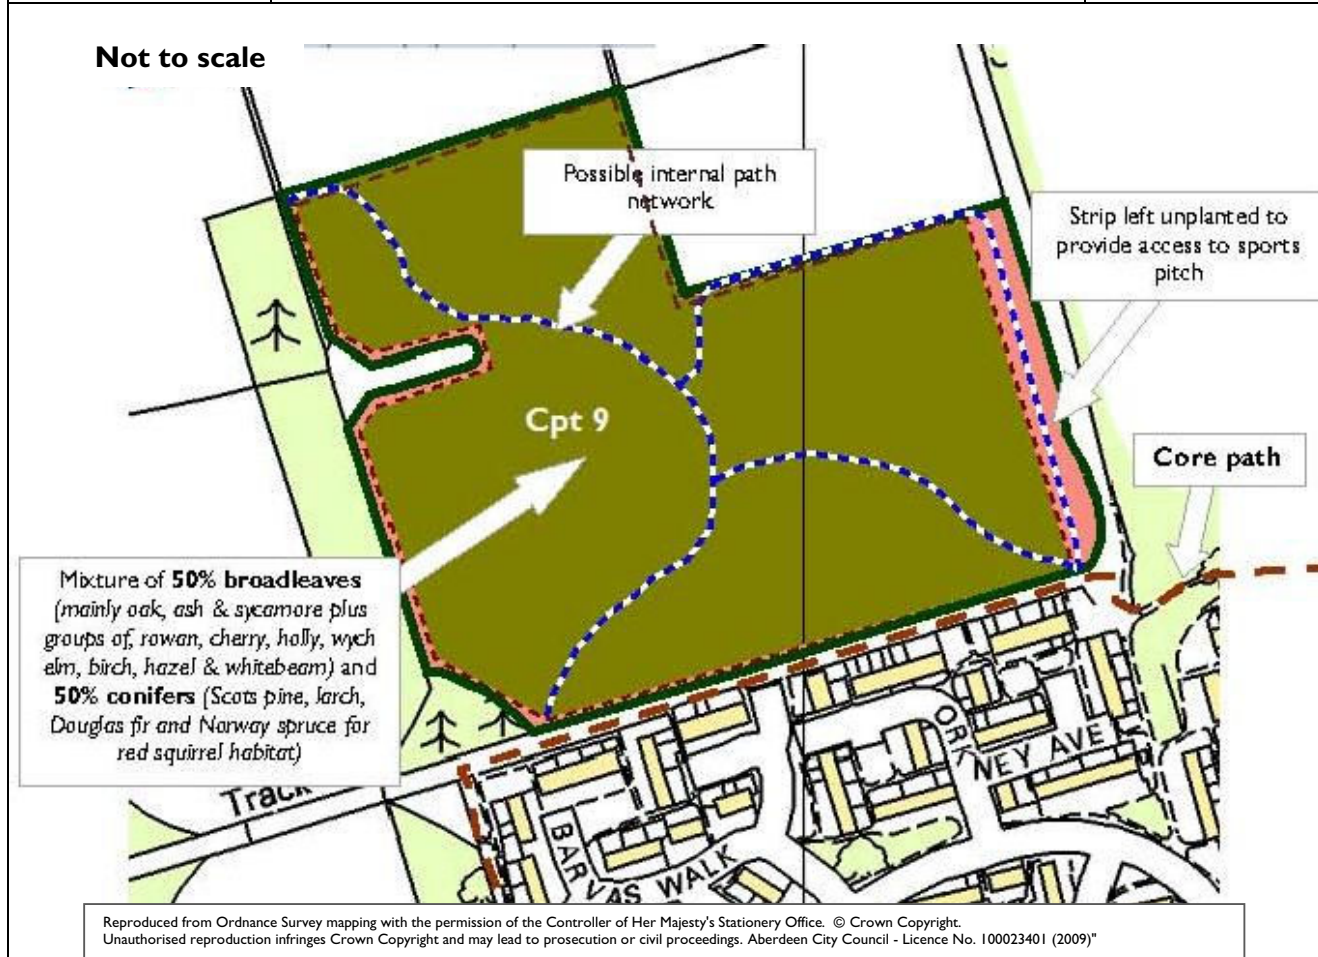 Not to scale
Possible internal path
network
Strip left unplanted to
provide access to sports
pitch
Cpt 9
Core path
Mixture of 50% broadleaves
(mainly oak, ash & sycamore plus
groups of, rowan, cherry, holly, wych
elm, birch, hazel & whitebeam) and
50% conifers (Scots pine, larch,
Douglas fir and Norway spruce for
red squirrel habitat)
Track
ORKNEY AVE
BARVAS WALK
Reproduced from Ordnance Survey mapping with the permission of the Controller of Her Majesty's Stationery Office. © Crown Copyright.
Unauthorised reproduction infringes Crown Copyright and may lead to prosecution or civil proceedings. Aberdeen City Council - Licence No. 100023401 (2009)"